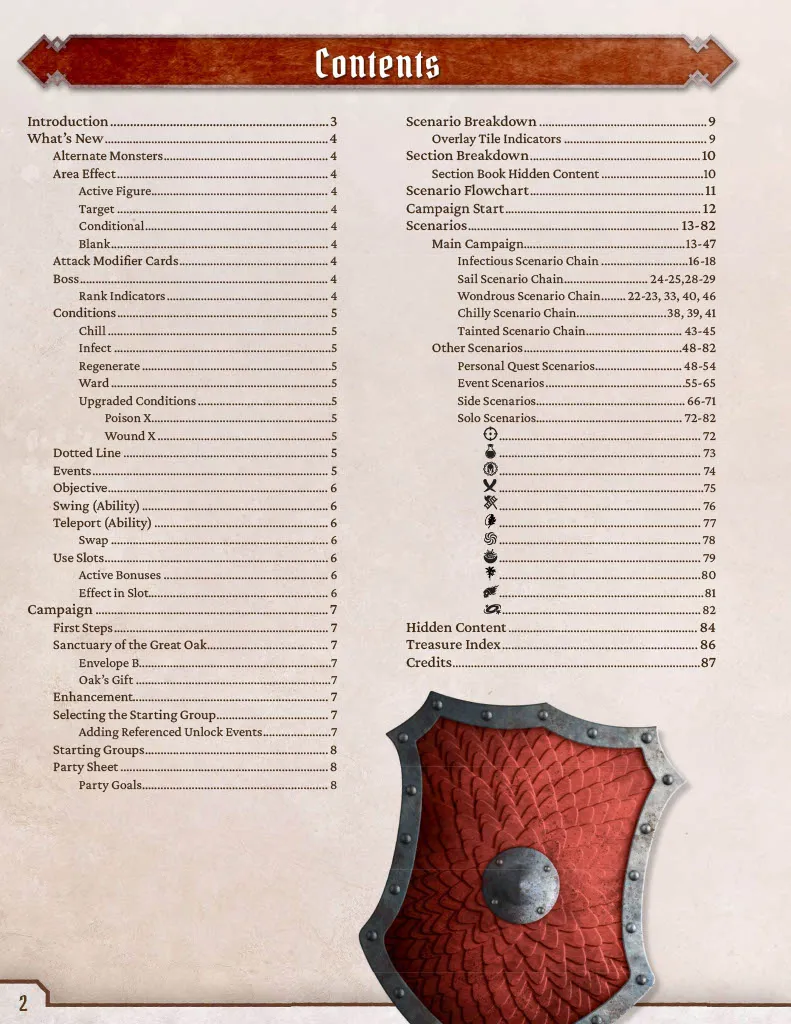 Contents
Introduction 3
What's New 4
Alternate Monsters 4
Area Effect 4
Active Figure 4
Target 4
Conditional 4
Blank 4
Attack Modifier Cards 4
Boss 4
Rank Indicators 4
Conditions 5
Chill 5
Infect 5
Regenerate 5
Ward 5
Upgraded Conditions 5
Poison X 5
Wound X 5
Dotted Line 5
Events 5
Objective 6
Swing (Ability) 6
Teleport (Ability) 6
Swap 6
Use Slots 6
Active Bonuses 6
Effect in Slot 6
Campaign 7
First Steps 7
Sanctuary of the Great Oak 7
Envelope B 7
Oak's Gift 7
Enhancement 7
Selecting the Starting Group 7
Adding Referenced Unlock Events 7
Starting Groups 8
Party Sheet 8
Party Goals 8
Scenario Breakdown 9
Overlay Tile Indicators 9
Section Breakdown 10
Section Book Hidden Content 10
Scenario Flowchart 11
Campaign Start 12
Scenarios 13-82
Main Campaign 13-47
Infectious Scenario Chain 16-18
Sail Scenario Chain 24-25,28-29
Wondrous Scenario Chain 22-23, 33, 40, 46
Chilly Scenario Chain 38, 39, 41
Tainted Scenario Chain 43-45
Other Scenarios 48-82
Personal Quest Scenarios 48-54
Event Scenarios 55-65
Side Scenarios 66-71
Solo Scenarios 72-82
72
73
74
75
76
77
78
79
80
81
82
Hidden Content 84
Treasure Index 86
Credits 87
2